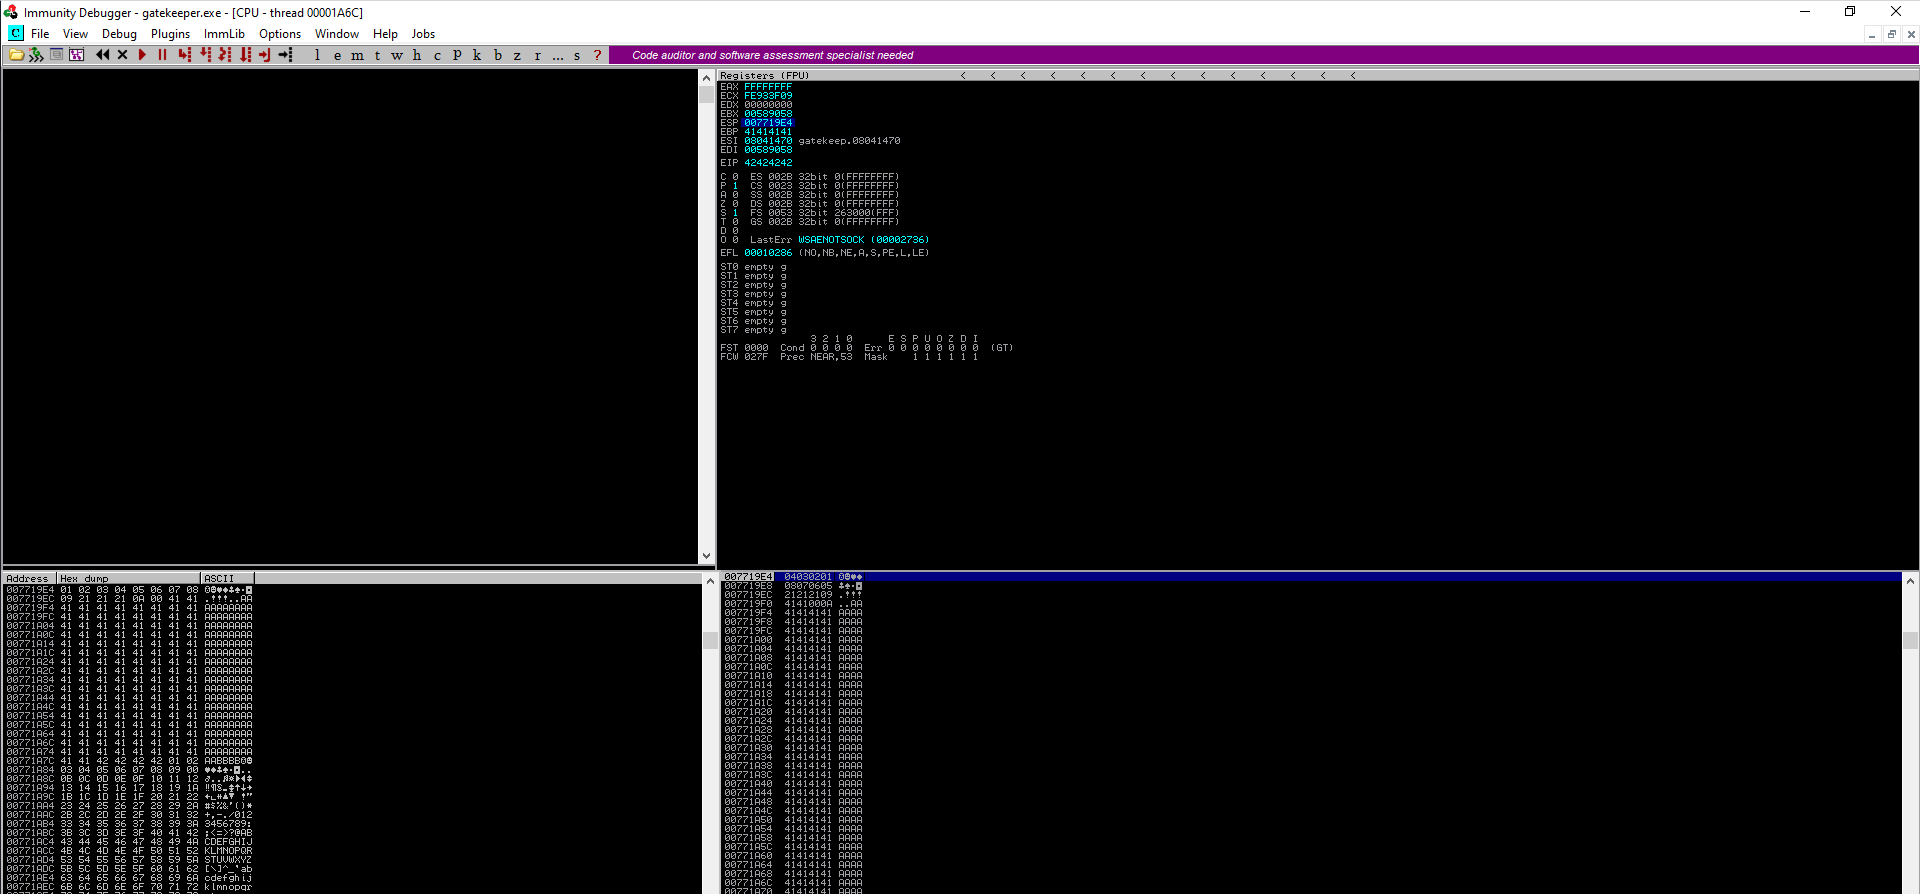 Immunity Debugger - gatekeeper.exe - [CPU - thread 00001A6C]
C File View Debug Plugins ImmLib Options Window Help Jobs
l e m t w h c p k b z r ... s ? Code auditor and software assessment specialist needed
Registers (FPU) < < < < < < < < < < < < < <
EAX FFFFFFFF
ECX FE933F09
EDX 00000000
EBX 00589058
ESP 007719E4
EBP 41414141
ESI 08041470 gatekeep.08041470
EDI 00589058
EIP 42424242
C 0 ES 002B 32bit 0(FFFFFFFF)
P 1 CS 0023 32bit 0(FFFFFFFF)
A 0 SS 002B 32bit 0(FFFFFFFF)
Z 0 DS 002B 32bit 0(FFFFFFFF)
S 1 FS 0053 32bit 263000(FFF)
T 0 GS 002B 32bit 0(FFFFFFFF)
D 0
O 0 LastErr WSAENOTSOCK (00002736)
EFL 00010286 (NO,NB,NE,A,S,PE,L,LE)
ST0 empty g
ST1 empty g
ST2 empty g
ST3 empty g
ST4 empty g
ST5 empty g
ST6 empty g
ST7 empty g
3 2 1 0 E S P U O Z D I
FST 0000 Cond 0 0 0 0 Err 0 0 0 0 0 0 0 0 (GT)
FCW 027F Prec NEAR,53 Mask 1 1 1 1 1 1
Address Hex dump ASCII
007719E4 01 02 03 04 05 06 07 08
007719EC 09 21 21 21 0A 00 41 41 .!!!..AA
007719F4 41 41 41 41 41 41 41 41 AAAAAAAA
007719FC 41 41 41 41 41 41 41 41 AAAAAAAA
00771A04 41 41 41 41 41 41 41 41 AAAAAAAA
00771A0C 41 41 41 41 41 41 41 41 AAAAAAAA
00771A14 41 41 41 41 41 41 41 41 AAAAAAAA
00771A1C 41 41 41 41 41 41 41 41 AAAAAAAA
00771A24 41 41 41 41 41 41 41 41 AAAAAAAA
00771A2C 41 41 41 41 41 41 41 41 AAAAAAAA
00771A34 41 41 41 41 41 41 41 41 AAAAAAAA
00771A3C 41 41 41 41 41 41 41 41 AAAAAAAA
00771A44 41 41 41 41 41 41 41 41 AAAAAAAA
00771A4C 41 41 41 41 41 41 41 41 AAAAAAAA
00771A54 41 41 41 41 41 41 41 41 AAAAAAAA
00771A5C 41 41 41 41 41 41 41 41 AAAAAAAA
00771A64 41 41 41 41 41 41 41 41 AAAAAAAA
00771A6C 41 41 41 41 41 41 41 41 AAAAAAAA
00771A74 41 41 41 41 41 41 41 41 AAAAAAAA
00771A7C 41 41 42 42 42 42 01 02 AABBBB
00771A84 03 04 05 06 07 08 09 00
00771A8C 0B 0C 0D 0E 0F 10 11 12
00771A94 13 14 15 16 17 18 19 1A
00771A9C 1B 1C 1D 1E 1F 20 21 22
00771AA4 23 24 25 26 27 28 29 2A #$%&'()*
00771AAC 2B 2C 2D 2E 2F 30 31 32 +,-./012
00771AB4 33 34 35 36 37 38 39 3A 3456789:
00771ABC 3B 3C 3D 3E 3F 40 41 42 ;<=>?@AB
00771AC4 43 44 45 46 47 48 49 4A CDEFGHIJ
00771ACC 4B 4C 4D 4E 4F 50 51 52 KLMNOPQR
00771AD4 53 54 55 56 57 58 59 5A STUVWXYZ
00771ADC 5B 5C 5D 5E 5F 60 61 62 [\]^_`ab
00771AE4 63 64 65 66 67 68 69 6A cdefghij
00771AEC 6B 6C 6D 6E 6F 70 71 72 klmnopqr
007719E4 04030201
007719E8 08070605
007719EC 21212109 .!!!
007719F0 4141000A ..AA
007719F4 41414141 AAAA
007719F8 41414141 AAAA
007719FC 41414141 AAAA
00771A00 41414141 AAAA
00771A04 41414141 AAAA
00771A08 41414141 AAAA
00771A0C 41414141 AAAA
00771A10 41414141 AAAA
00771A14 41414141 AAAA
00771A18 41414141 AAAA
00771A1C 41414141 AAAA
00771A20 41414141 AAAA
00771A24 41414141 AAAA
00771A28 41414141 AAAA
00771A2C 41414141 AAAA
00771A30 41414141 AAAA
00771A34 41414141 AAAA
00771A38 41414141 AAAA
00771A3C 41414141 AAAA
00771A40 41414141 AAAA
00771A44 41414141 AAAA
00771A48 41414141 AAAA
00771A4C 41414141 AAAA
00771A50 41414141 AAAA
00771A54 41414141 AAAA
00771A58 41414141 AAAA
00771A5C 41414141 AAAA
00771A60 41414141 AAAA
00771A64 41414141 AAAA
00771A68 41414141 AAAA
00771A6C 41414141 AAAA
00771A70 41414141 AAAA